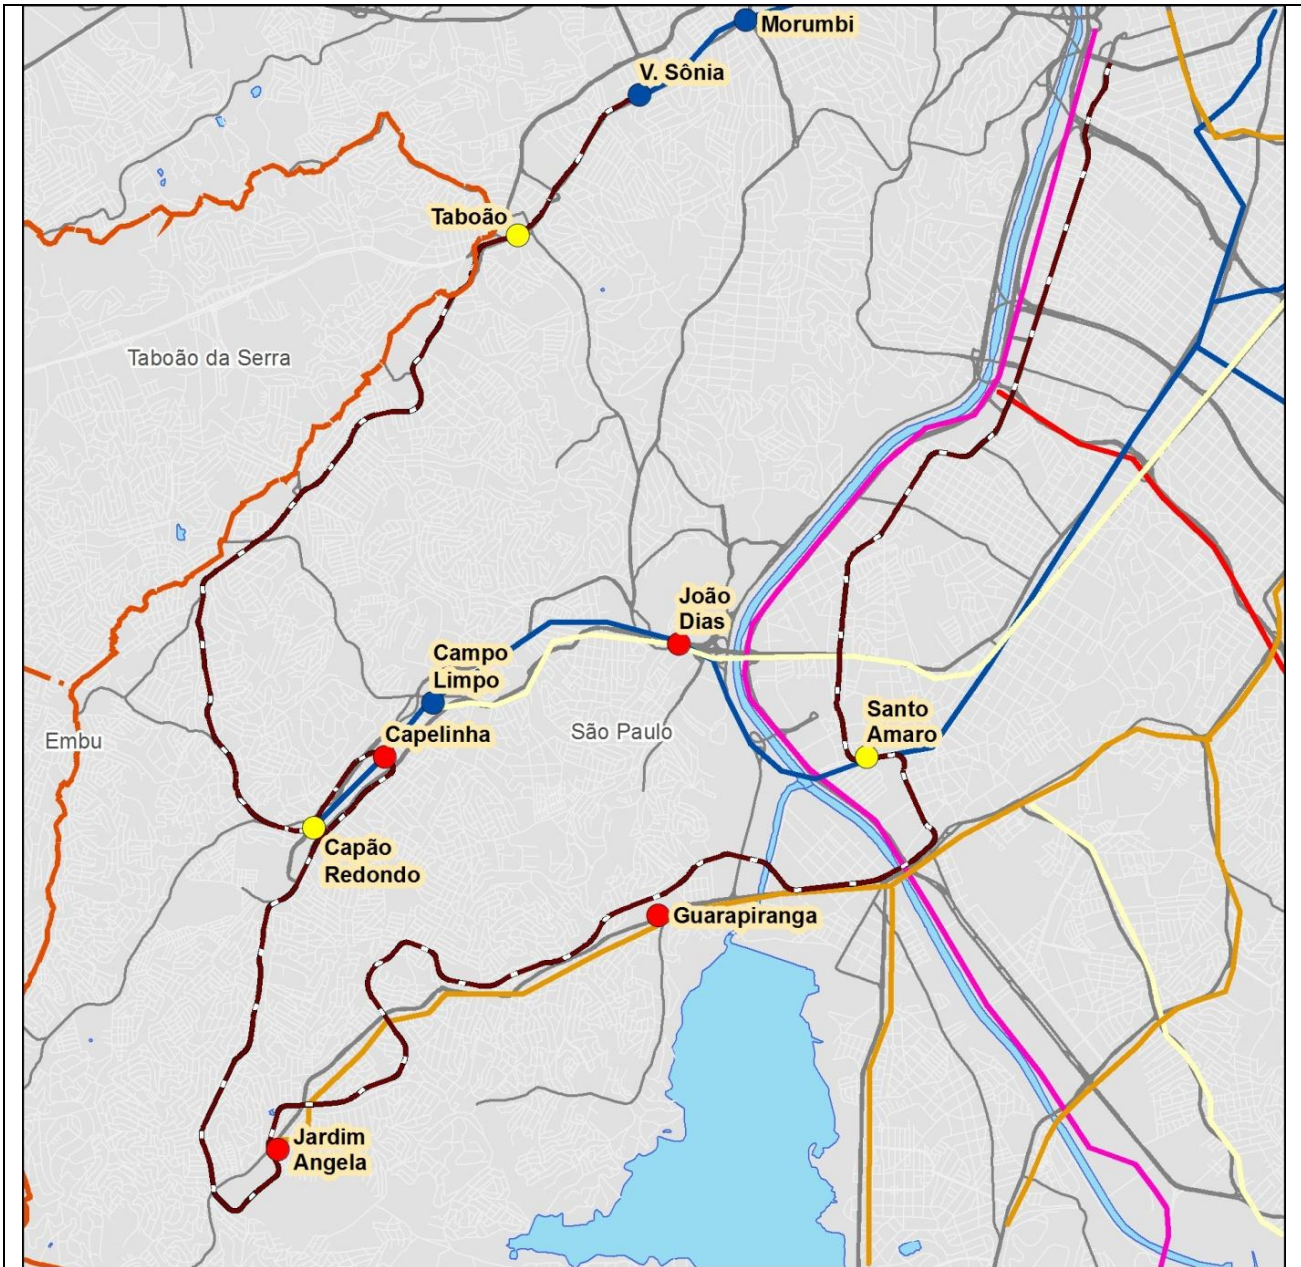 Morumbi
V. Sônia
Taboão
Taboão da Serra
João
Dias
Campo
Limpo
Santo
Amaro
São Paulo
Embu
Capelinha
Capão
Redondo
Guarapiranga
Jardim
Angela